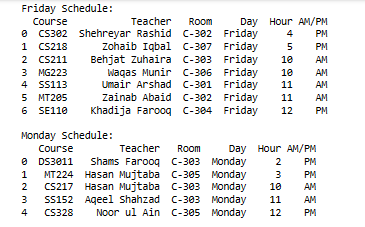 Friday Schedule:
Course Teacher Room Day Hour AM/PM
0 CS302 Shehreyar Rashid C-302 Friday 4 PM
1 CS218 Zohaib Iqbal C-307 Friday 5 PM
2 CS211 Behjat Zuhaira C-303 Friday 10 AM
3 MG223 Waqas Munir C-306 Friday 10 AM
4 SS113 Umair Arshad C-301 Friday 11 AM
5 MT205 Zainab Abaid C-302 Friday 11 AM
6 SE110 Khadija Farooq C-304 Friday 12 PM
Monday Schedule:
Course Teacher Room Day Hour AM/PM
0 DS3011 Shams Farooq C-303 Monday 2 PM
1 MT224 Hasan Mujtaba C-305 Monday 3 PM
2 CS217 Hasan Mujtaba C-303 Monday 10 AM
3 SS152 Aqeel Shahzad C-303 Monday 11 AM
4 CS328 Noor ul Ain C-305 Monday 12 PM